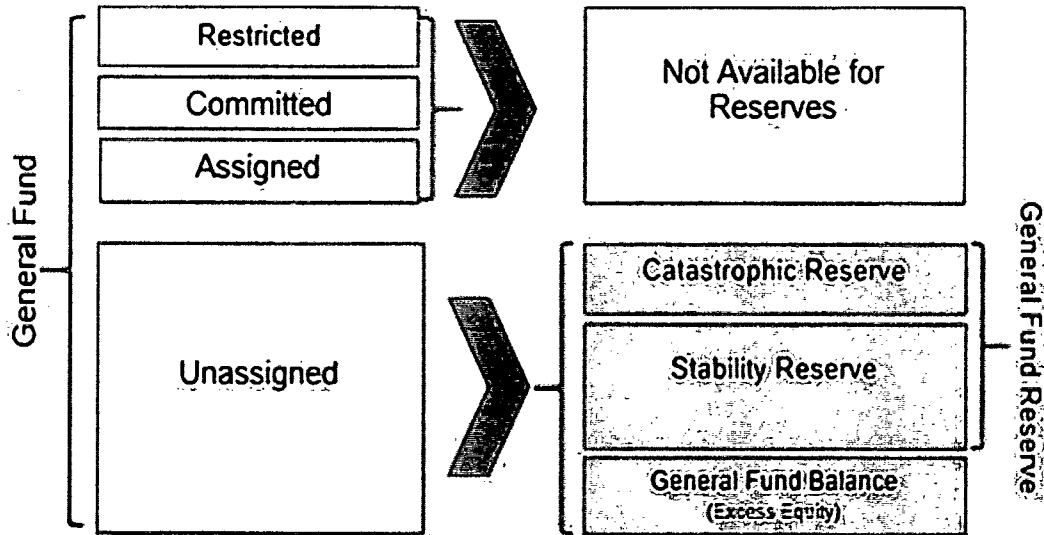 General Fund
Restricted
Committed
Assigned
Unassigned
Not Available for
Reserves
Catastrophic Reserve
Stability Reserve
General Fund Balance
(Excess Equity)
General Fund Reserve